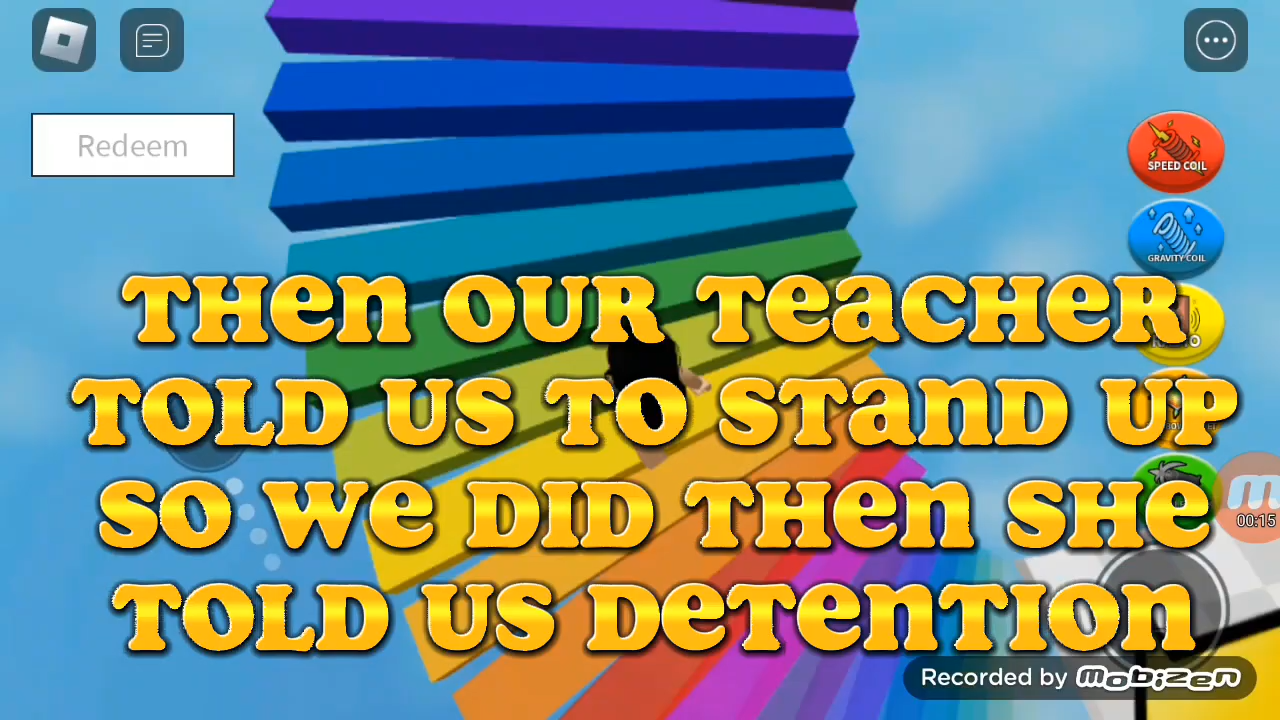 Redeem
SPEED COIL
GRAVITY COIL
THen OUR TeacHeR
TOLD US TO STanD UP
SO We DID THen SHe
TOLD US DeTenTIOn
00:15
Recorded by mobizen